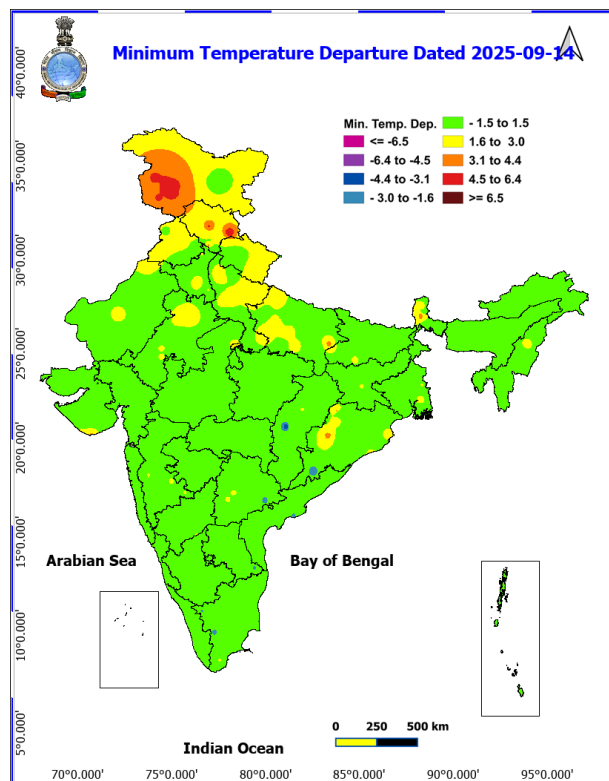 Minimum Temperature Departure Dated 2025-09-14
40°0.000'
35°0.000'
30°0.000'
25°0.000'
20°0.000'
15°0.000'
10°0.000'
5°0.000'
Min. Temp. Dep.
<= -6.5
-6.4 to -4.5
-4.4 to -3.1
- 3.0 to -1.6
- 1.5 to 1.5
1.6 to 3.0
3.1 to 4.4
4.5 to 6.4
>= 6.5
Arabian Sea
Bay of Bengal
Indian Ocean
0 250 500 km
70°0.000' 75°0.000' 80°0.000' 85°0.000' 90°0.000' 95°0.000'